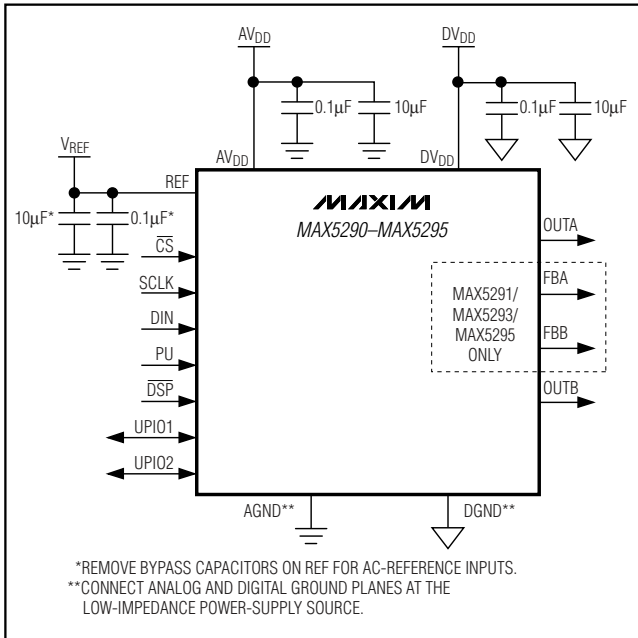 AVDD
DVDD
0.1µF
10µF
0.1µF
10µF
VREF
AVDD
DVDD
REF
MAXIM
MAX5290–MAX5295
10µF*
0.1µF*
CS
OUTA
SCLK
FBA
MAX5291/
MAX5293/
MAX5295
ONLY
DIN
FBB
PU
DSP
OUTB
UPIO1
UPIO2
AGND**
DGND**
*REMOVE BYPASS CAPACITORS ON REF FOR AC-REFERENCE INPUTS.
**CONNECT ANALOG AND DIGITAL GROUND PLANES AT THE
LOW-IMPEDANCE POWER-SUPPLY SOURCE.